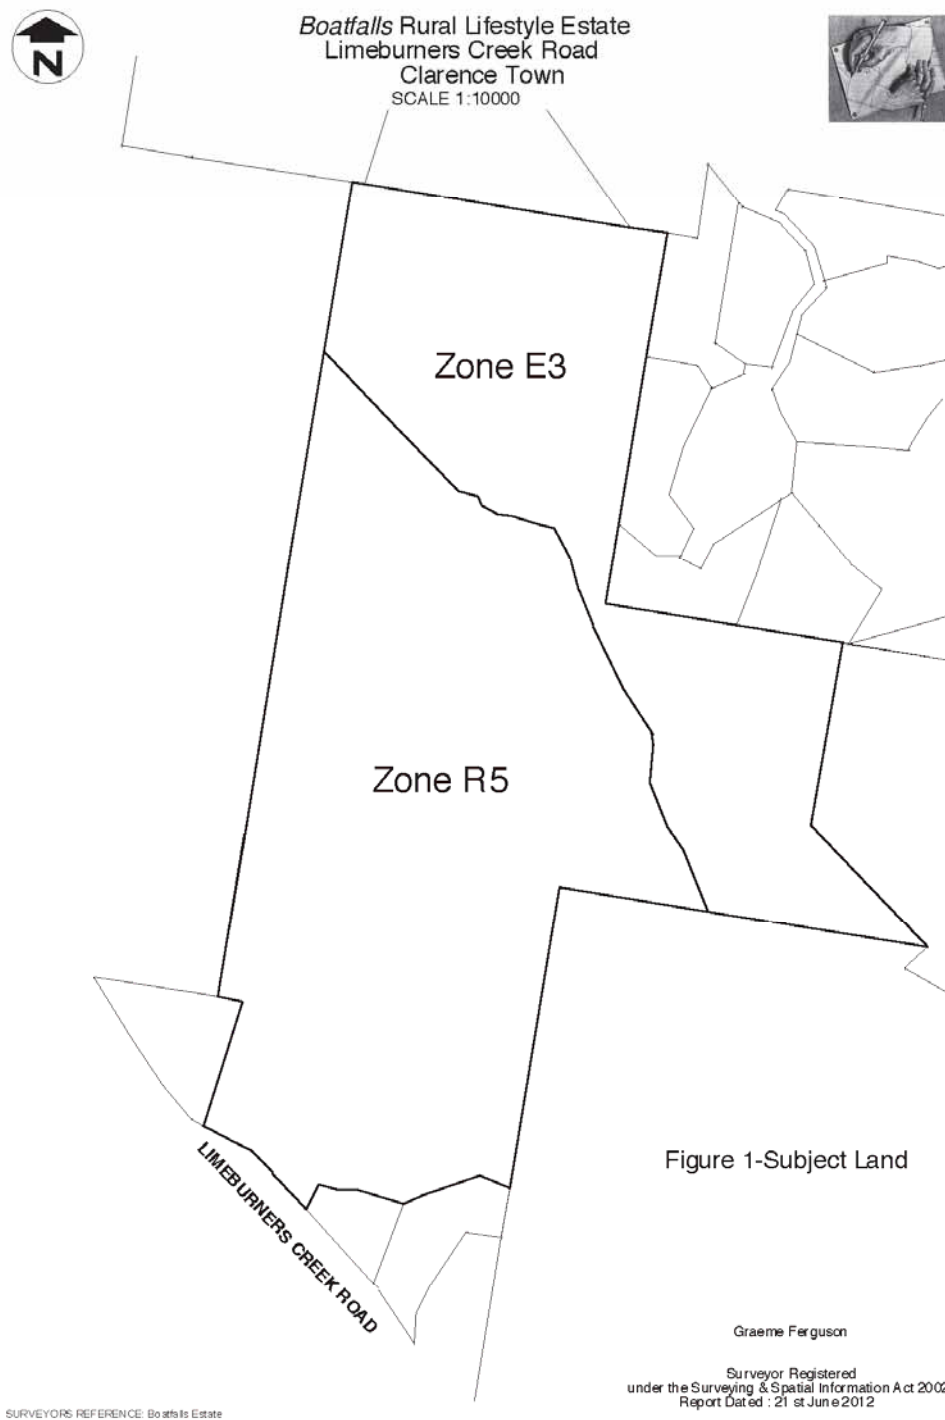 Boatfalls Rural Lifestyle Estate
Limeburners Creek Road
Clarence Town
SCALE 1:10000
N
Zone E3
Zone R5
LIMEBURNERS CREEK ROAD
Figure 1-Subject Land
Graeme Ferguson
Surveyor Registered
under the Surveying & Spatial Information Act 2002
Report Dated : 21 st June 2012
SURVEYORS REFERENCE: Boatfalls Estate